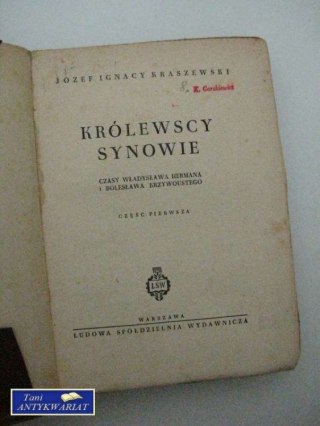 JÓZEF IGNACY KRASZEWSKI
KRÓLEWSCY
SYNOWIE
CZASY WŁADYSŁAWA HERMANA
I BOLESŁAWA KRZYWOUSTEGO
CZĘŚĆ PIERWSZA
LSW
WARSZAWA
LUDOWA SPÓŁDZIELNIA WYDAWNICZA
Tani
ANTYKWARIAT